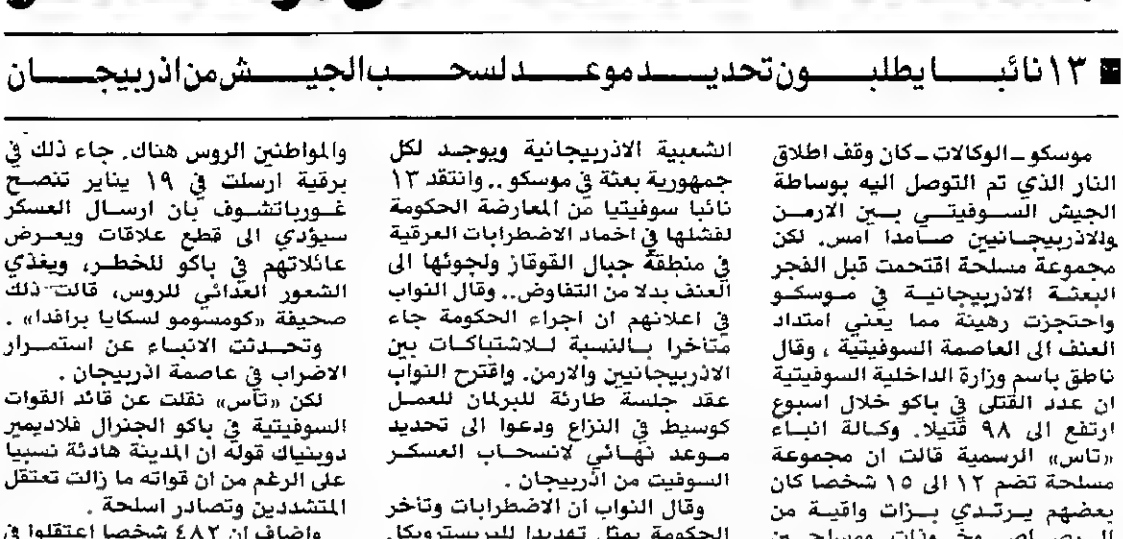 ■ ١٣ نائبا يطلبون تحديد موعد لسحب الجيش من اذربيجان
موسكو ـ الوكالات ـ كان وقف اطلاق
النار الذي تم التوصل اليه بوساطة
الجيش السوفيتي بين الارمن
والاذربيجانيين صامدا امس. لكن
مجموعة مسلحة اقتحمت قبل الفجر
البعثة الاذربيجانية في موسكو
واحتجزت رهينة مما يعني امتداد
العنف الى العاصمة السوفيتية ، وقال
ناطق باسم وزارة الداخلية السوفيتية
ان عدد القتلى في باكو خلال اسبوع
ارتفع الى ٩٨ قتيلا. وكالة انباء
«تاس» الرسمية قالت ان مجموعة
مسلحة تضم ١٢ الى ١٥ شخصا كان
بعضهم يرتدي بزات واقية من
الرصاص وخوذات ومسلحين
الشعبية الاذربيجانية ويوجد لكل
جمهورية بعثة في موسكو .. وانتقد ١٣
نائبا سوفيتيا من المعارضة الحكومة
لفشلها في اخماد الاضطرابات العرقية
في منطقة جبال القوقاز ولجوئها الى
العنف بدلا من التفاوض.. وقال النواب
في اعلانهم ان اجراء الحكومة جاء
متاخرا بالنسبة للاشتباكات بين
الاذربيجانيين والارمن. واقترح النواب
عقد جلسة طارئة للبرلمان للعمل
كوسيط في النزاع ودعوا الى تحديد
موعد نهائي لانسحاب العسكر
السوفيت من اذربيجان .
وقال النواب ان الاضطرابات وتأخر
الحكومة يمثل تهديدا للبريسترويكا.
والمواطنين الروس هناك. جاء ذلك في
برقية ارسلت في ١٩ يناير تنصح
غورباتشوف بان ارسال العسكر
سيؤدي الى قطع علاقات ويعرض
عائلاتهم في باكو للخطر، ويغذي
الشعور العدائي للروس، قالت ذلك
صحيفة «كومسومو لسكايا برافدا» .
وتحدثت الانباء عن استمرار
الاضراب في عاصمة اذربيجان .
لكن «تاس» نقلت عن قائد القوات
السوفيتية في باكو الجنرال فلاديمير
دوبنياك قوله ان المدينة هادئة نسبيا
على الرغم من ان قواته ما زالت تعتقل
المتشددين وتصادر اسلحة .
واضاف ان ٤٨٢ شخصا اعتقلوا في